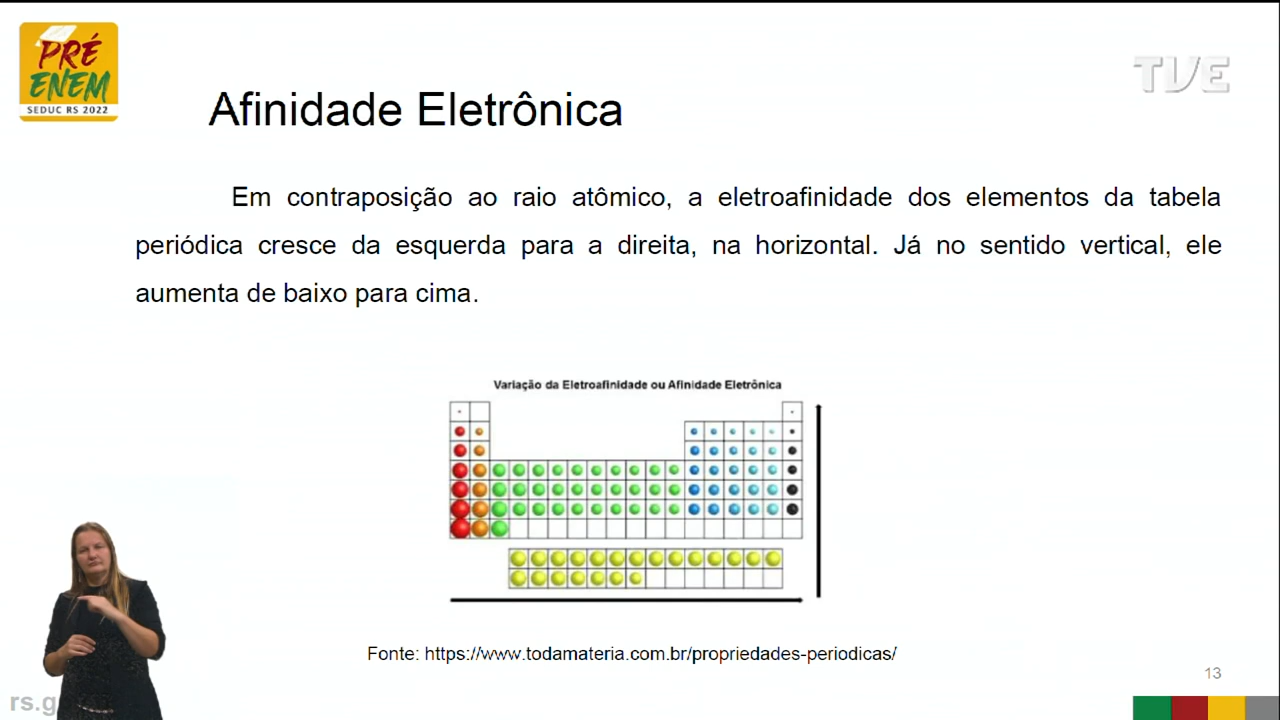 PRÉ
ENEM
SEDUC RS 2022
TVE
Afinidade Eletrônica
Em contraposição ao raio atômico, a eletroafinidade dos elementos da tabela
periódica cresce da esquerda para a direita, na horizontal. Já no sentido vertical, ele
aumenta de baixo para cima.
Variação da Eletroafinidade ou Afinidade Eletrônica
Fonte: https://www.todamateria.com.br/propriedades-periodicas/
13
rs.g